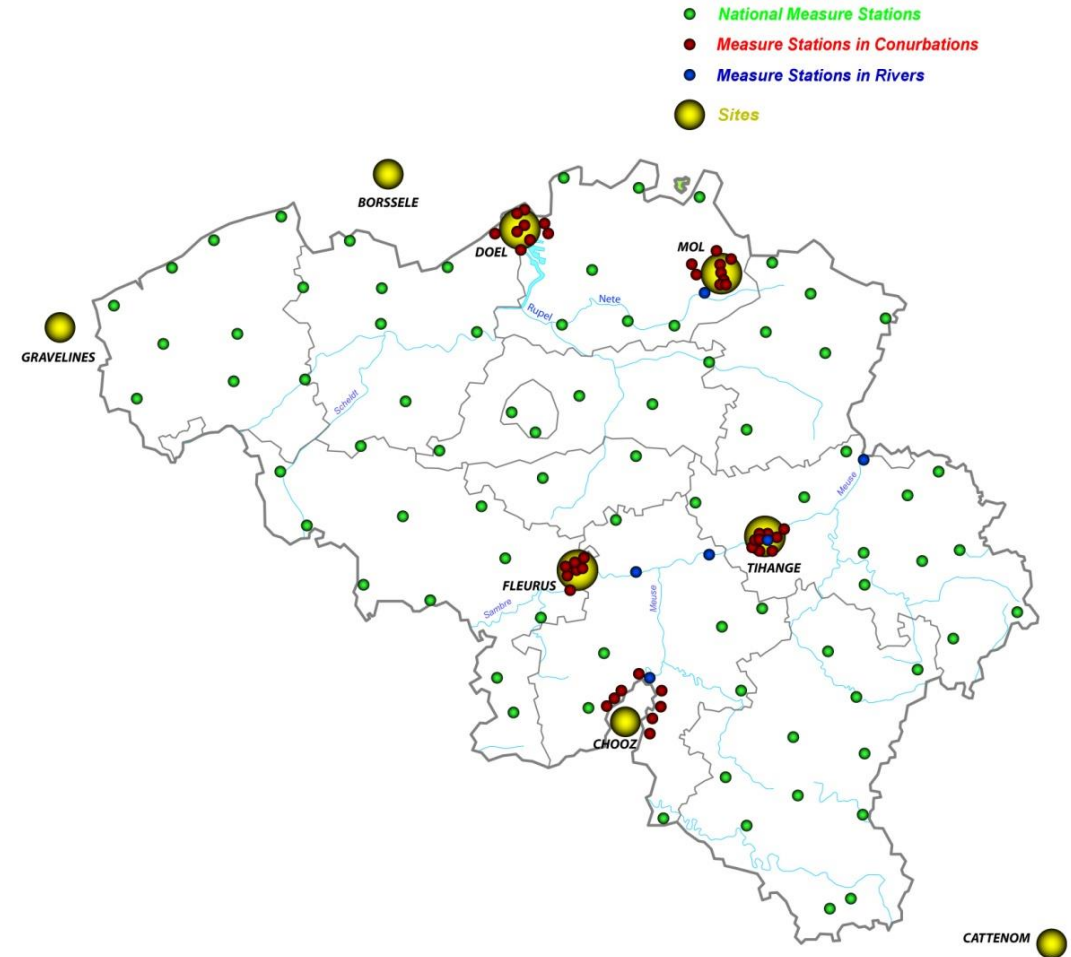 National Measure Stations
Measure Stations in Conurbations
Measure Stations in Rivers
Sites
BORSSELE
DOEL
MOL
GRAVELINES
Rupel
Nete
Scheldt
Meuse
TIHANGE
FLEURUS
Sambre
Meuse
CHOOZ
CATTENOM